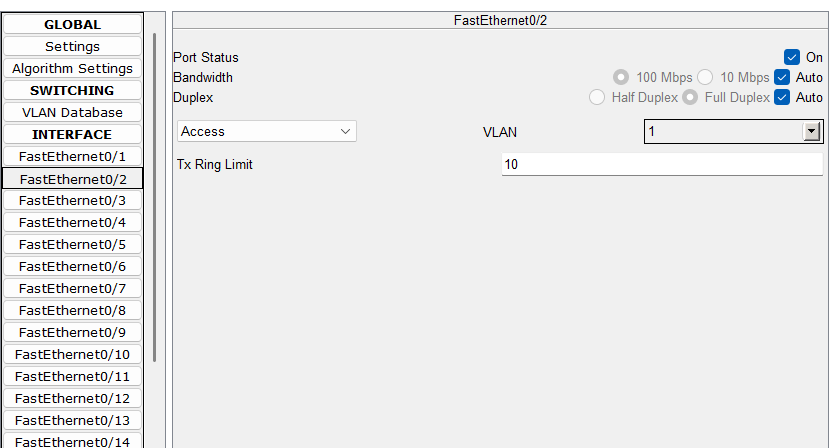 GLOBAL
Settings
Algorithm Settings
SWITCHING
VLAN Database
INTERFACE
FastEthernet0/1
FastEthernet0/2
FastEthernet0/3
FastEthernet0/4
FastEthernet0/5
FastEthernet0/6
FastEthernet0/7
FastEthernet0/8
FastEthernet0/9
FastEthernet0/10
FastEthernet0/11
FastEthernet0/12
FastEthernet0/13
FastEthernet0/14
FastEthernet0/2
Port Status On
Bandwidth 100 Mbps 10 Mbps Auto
Duplex Half Duplex Full Duplex Auto
Access VLAN 1
Tx Ring Limit 10